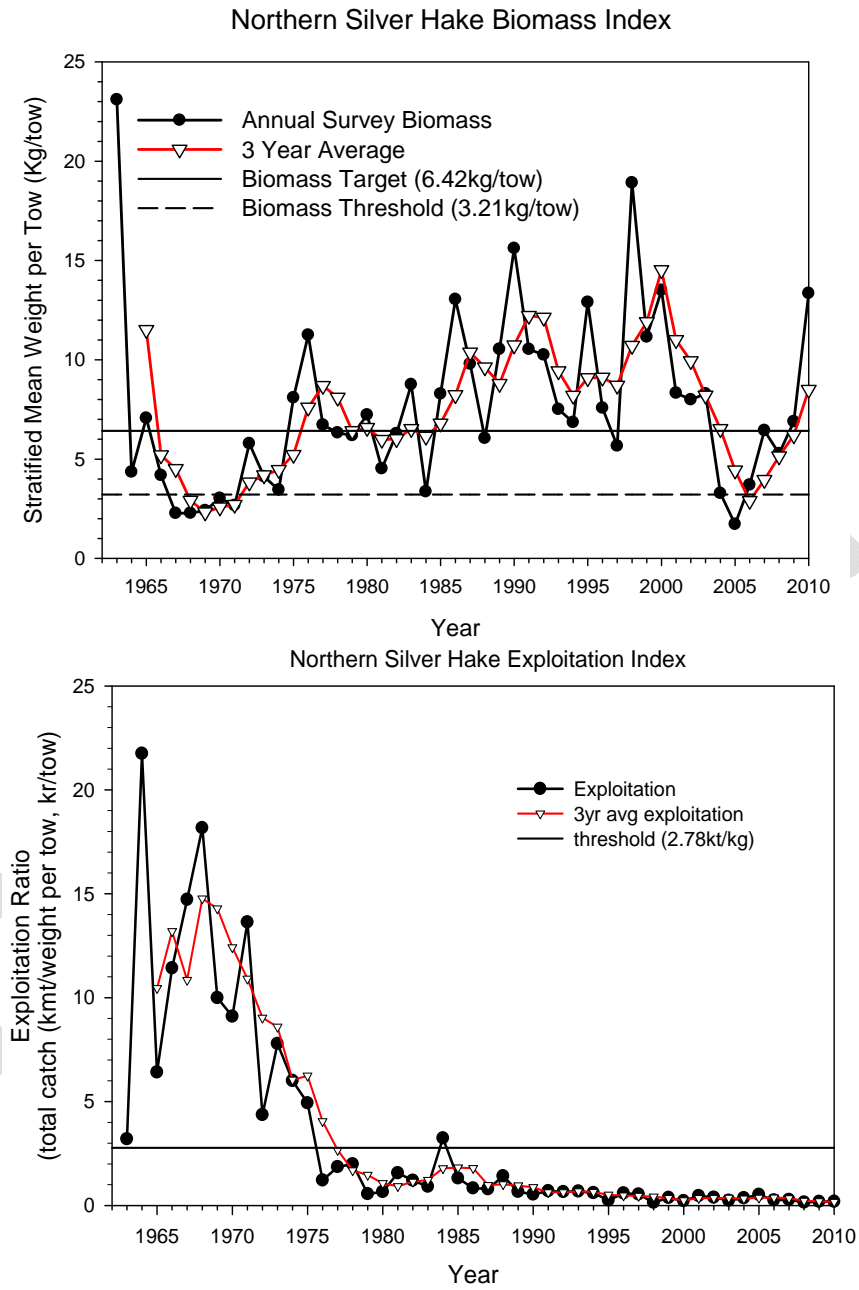 Northern Silver Hake Biomass Index
25
20
15
10
5
0
Stratified Mean Weight per Tow (Kg/tow)
Annual Survey Biomass
3 Year Average
Biomass Target (6.42kg/tow)
Biomass Threshold (3.21kg/tow)
1965 1970 1975 1980 1985 1990 1995 2000 2005 2010
Year
Northern Silver Hake Exploitation Index
25
20
15
10
5
0
Exploitation Ratio
(total catch (kmt/weight per tow, kr/tow)
Exploitation
3yr avg exploitation
threshold (2.78kt/kg)
1965 1970 1975 1980 1985 1990 1995 2000 2005 2010
Year